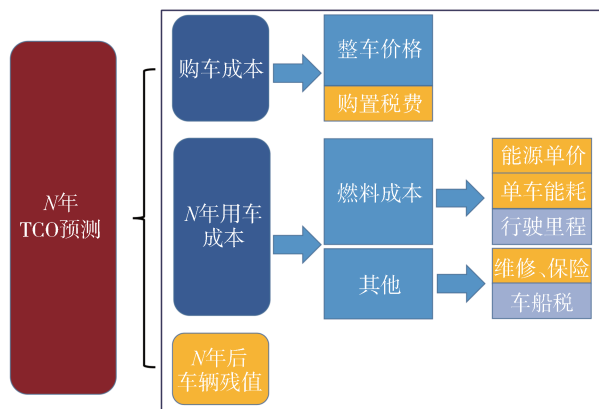 N年
TCO预测
购车成本
整车价格
购置税费
N年用车
成本
燃料成本
能源单价
单车能耗
行驶里程
其他
维修、保险
车船税
N年后
车辆残值